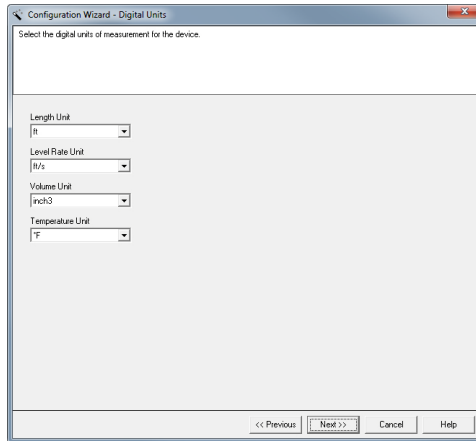 Configuration Wizard - Digital Units
Select the digital units of measurement for the device.
Length Unit
ft
Level Rate Unit
ft/s
Volume Unit
inch3
Temperature Unit
°F
<< Previous
Next >>
Cancel
Help